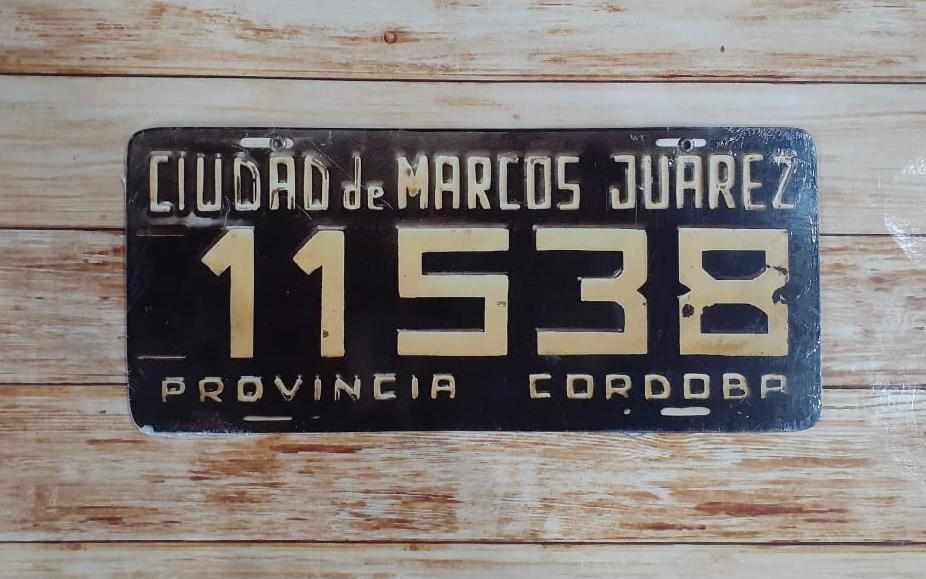 CIUDAD de MARCOS JUAREZ
11538
PROVINCIA CORDOBA